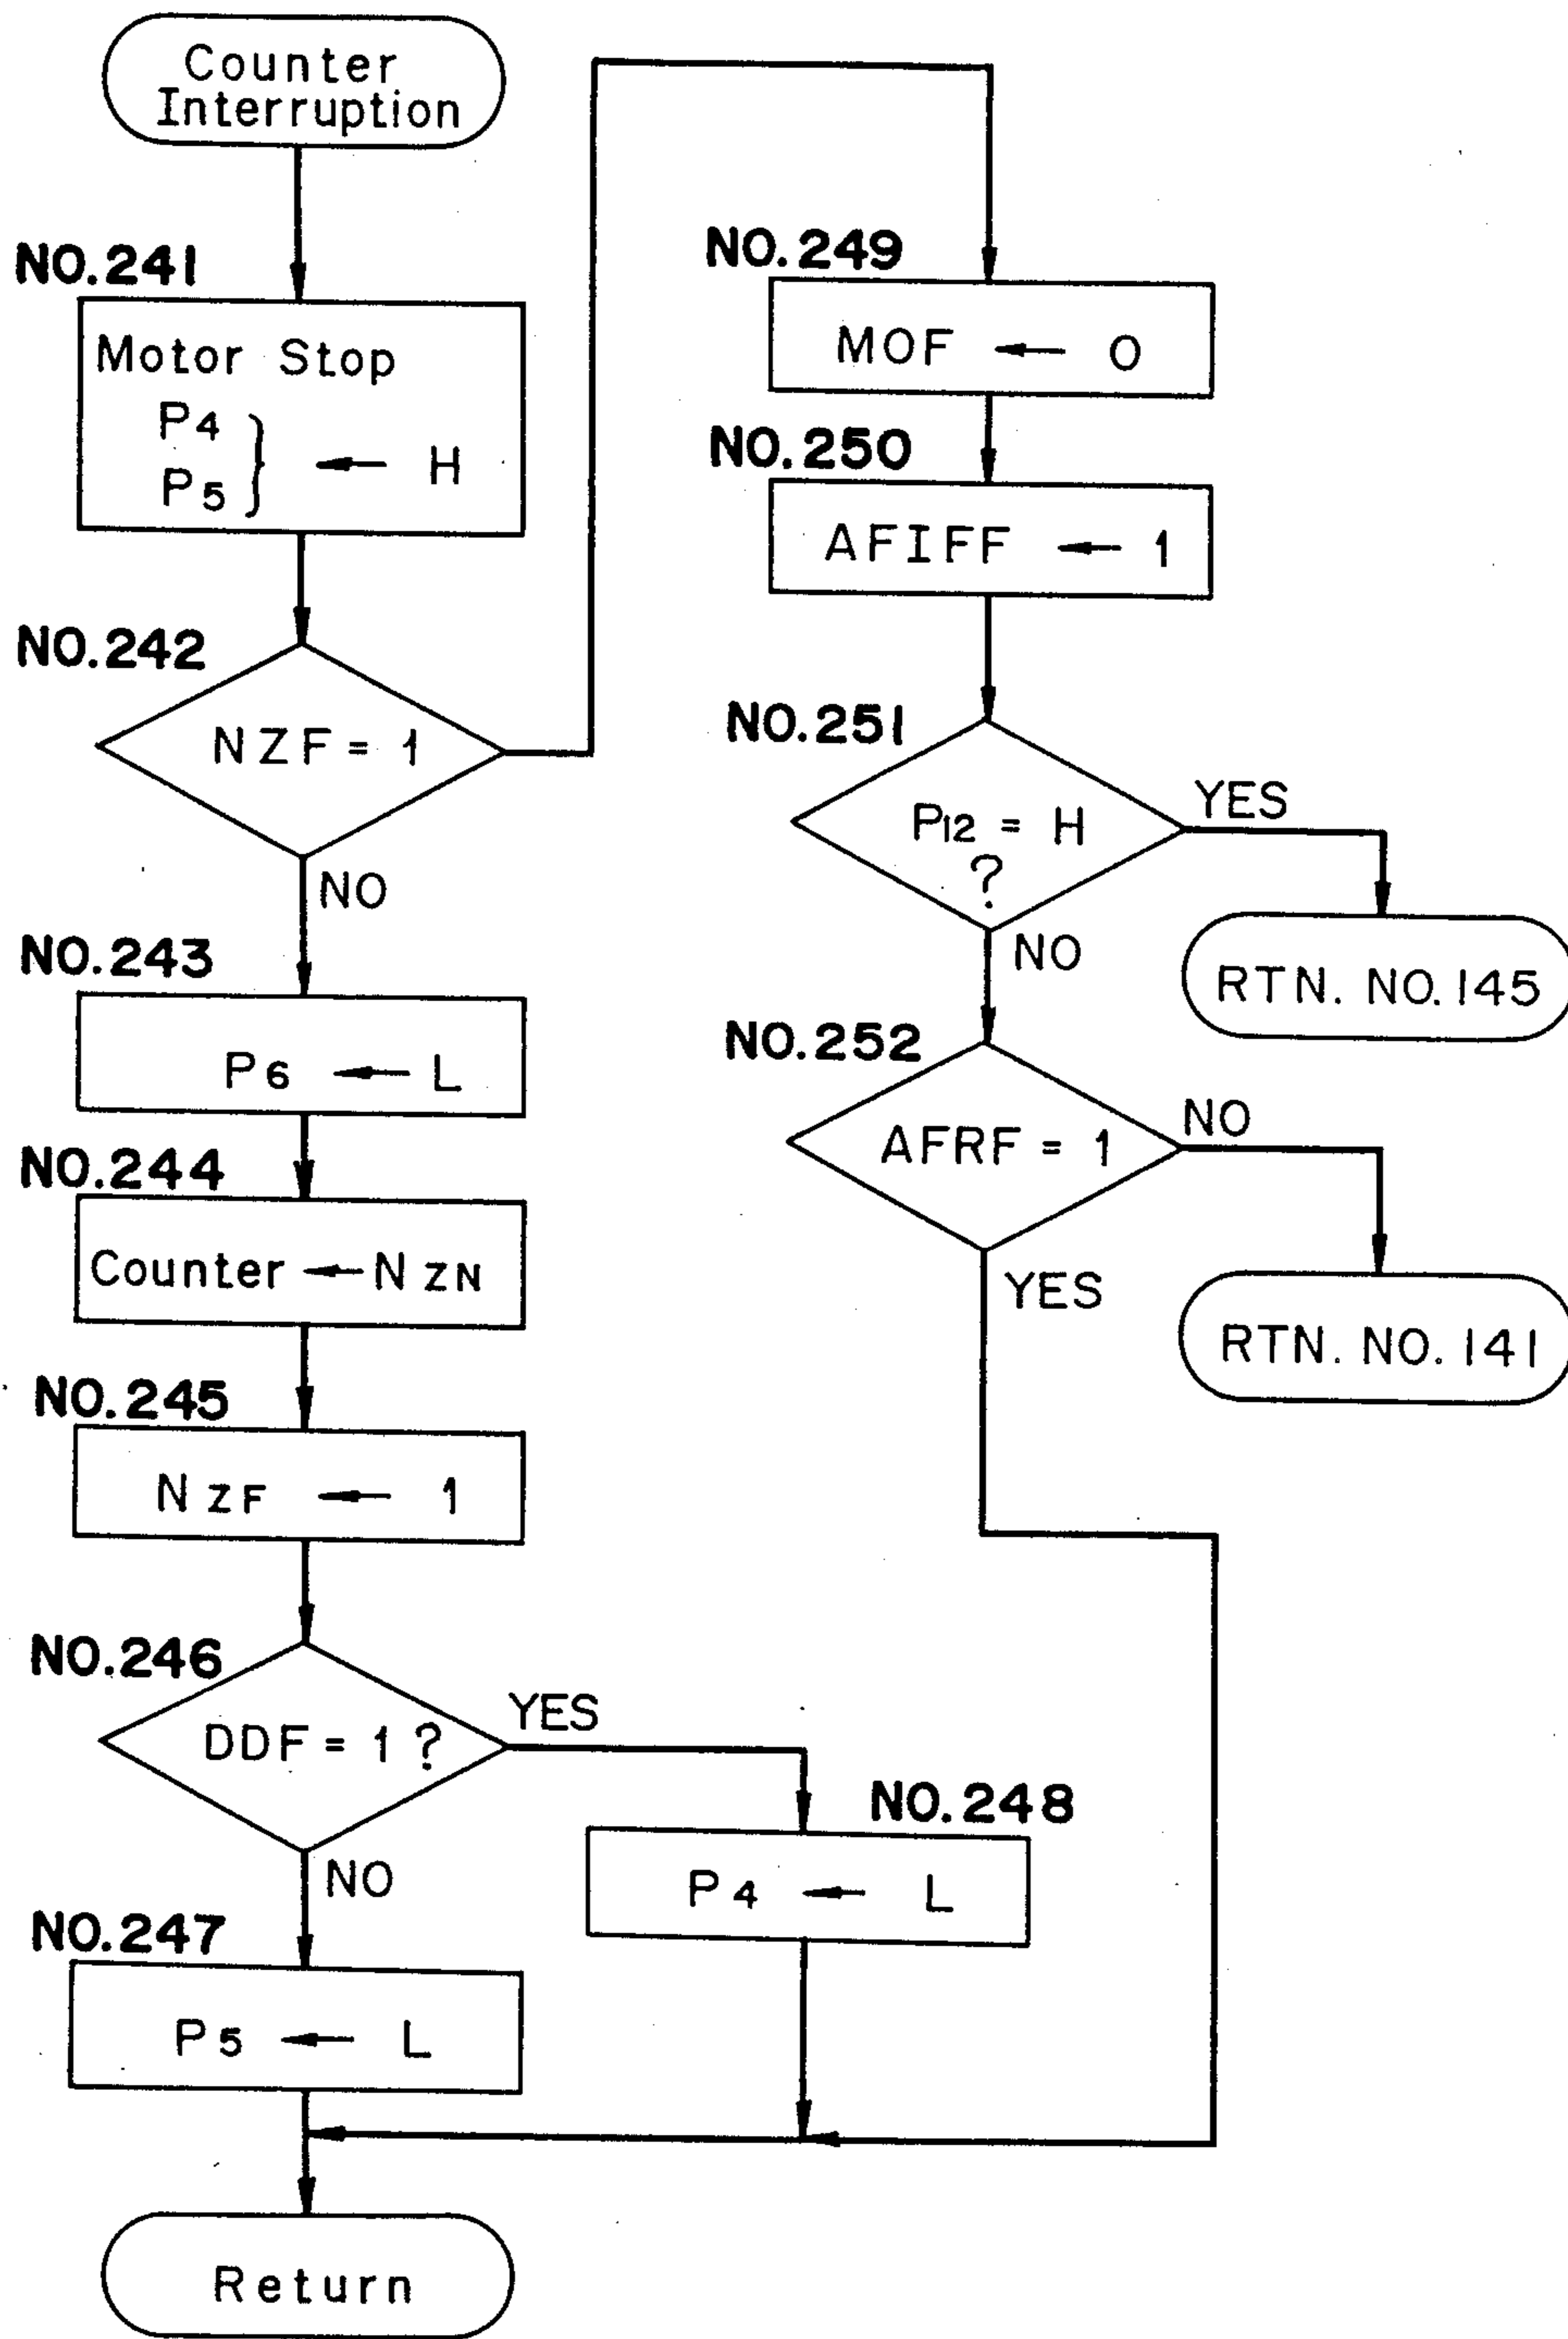 Counter
Interruption
NO.241
Motor Stop
P4
P5
} ← H
NO.242
NZF = 1
NO
NO.243
P6 ← L
NO.244
Counter ← NZN
NO.245
NZF ← 1
NO.246
DDF = 1 ?
YES
NO
NO.247
P5 ← L
NO.248
P4 ← L
Return
NO.249
MOF ← 0
NO.250
AFIFF ← 1
NO.251
P12 = H
?
YES
NO
RTN. NO. 145
NO.252
AFRF = 1
NO
YES
RTN. NO. 141